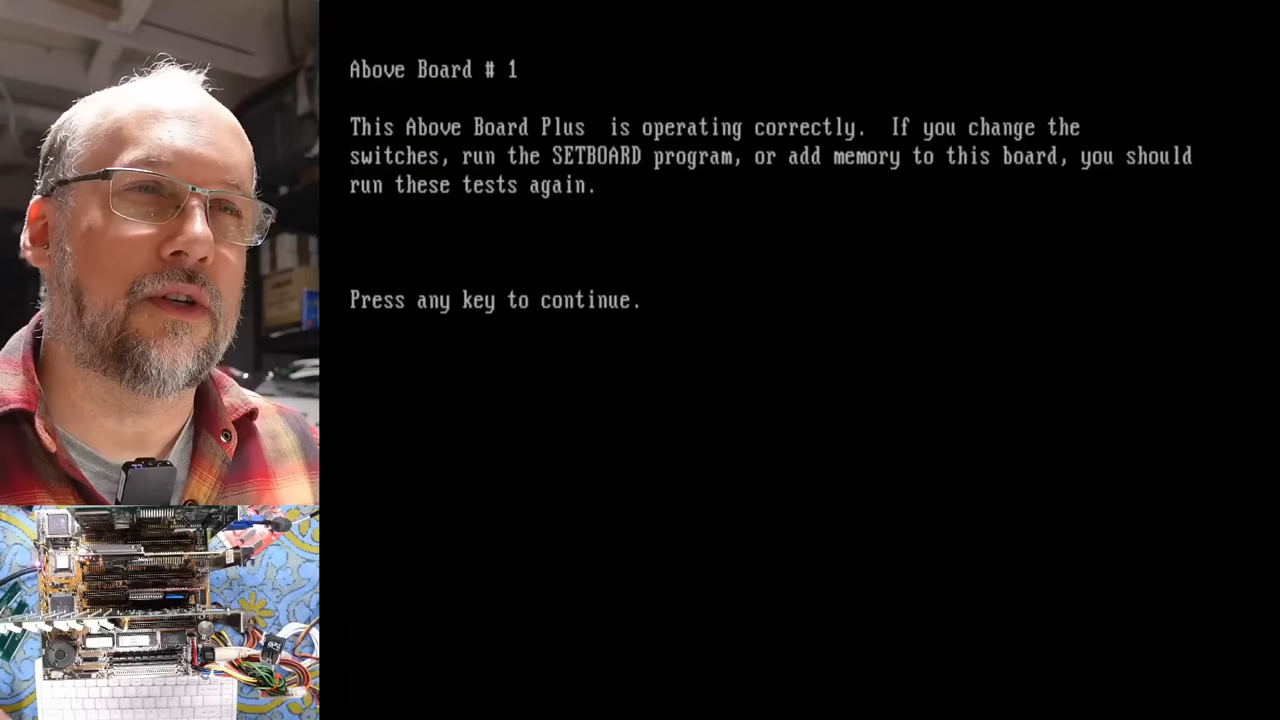 Above Board # 1
This Above Board Plus  is operating correctly.  If you change the
switches, run the SETBOARD program, or add memory to this board, you should
run these tests again.
Press any key to continue.